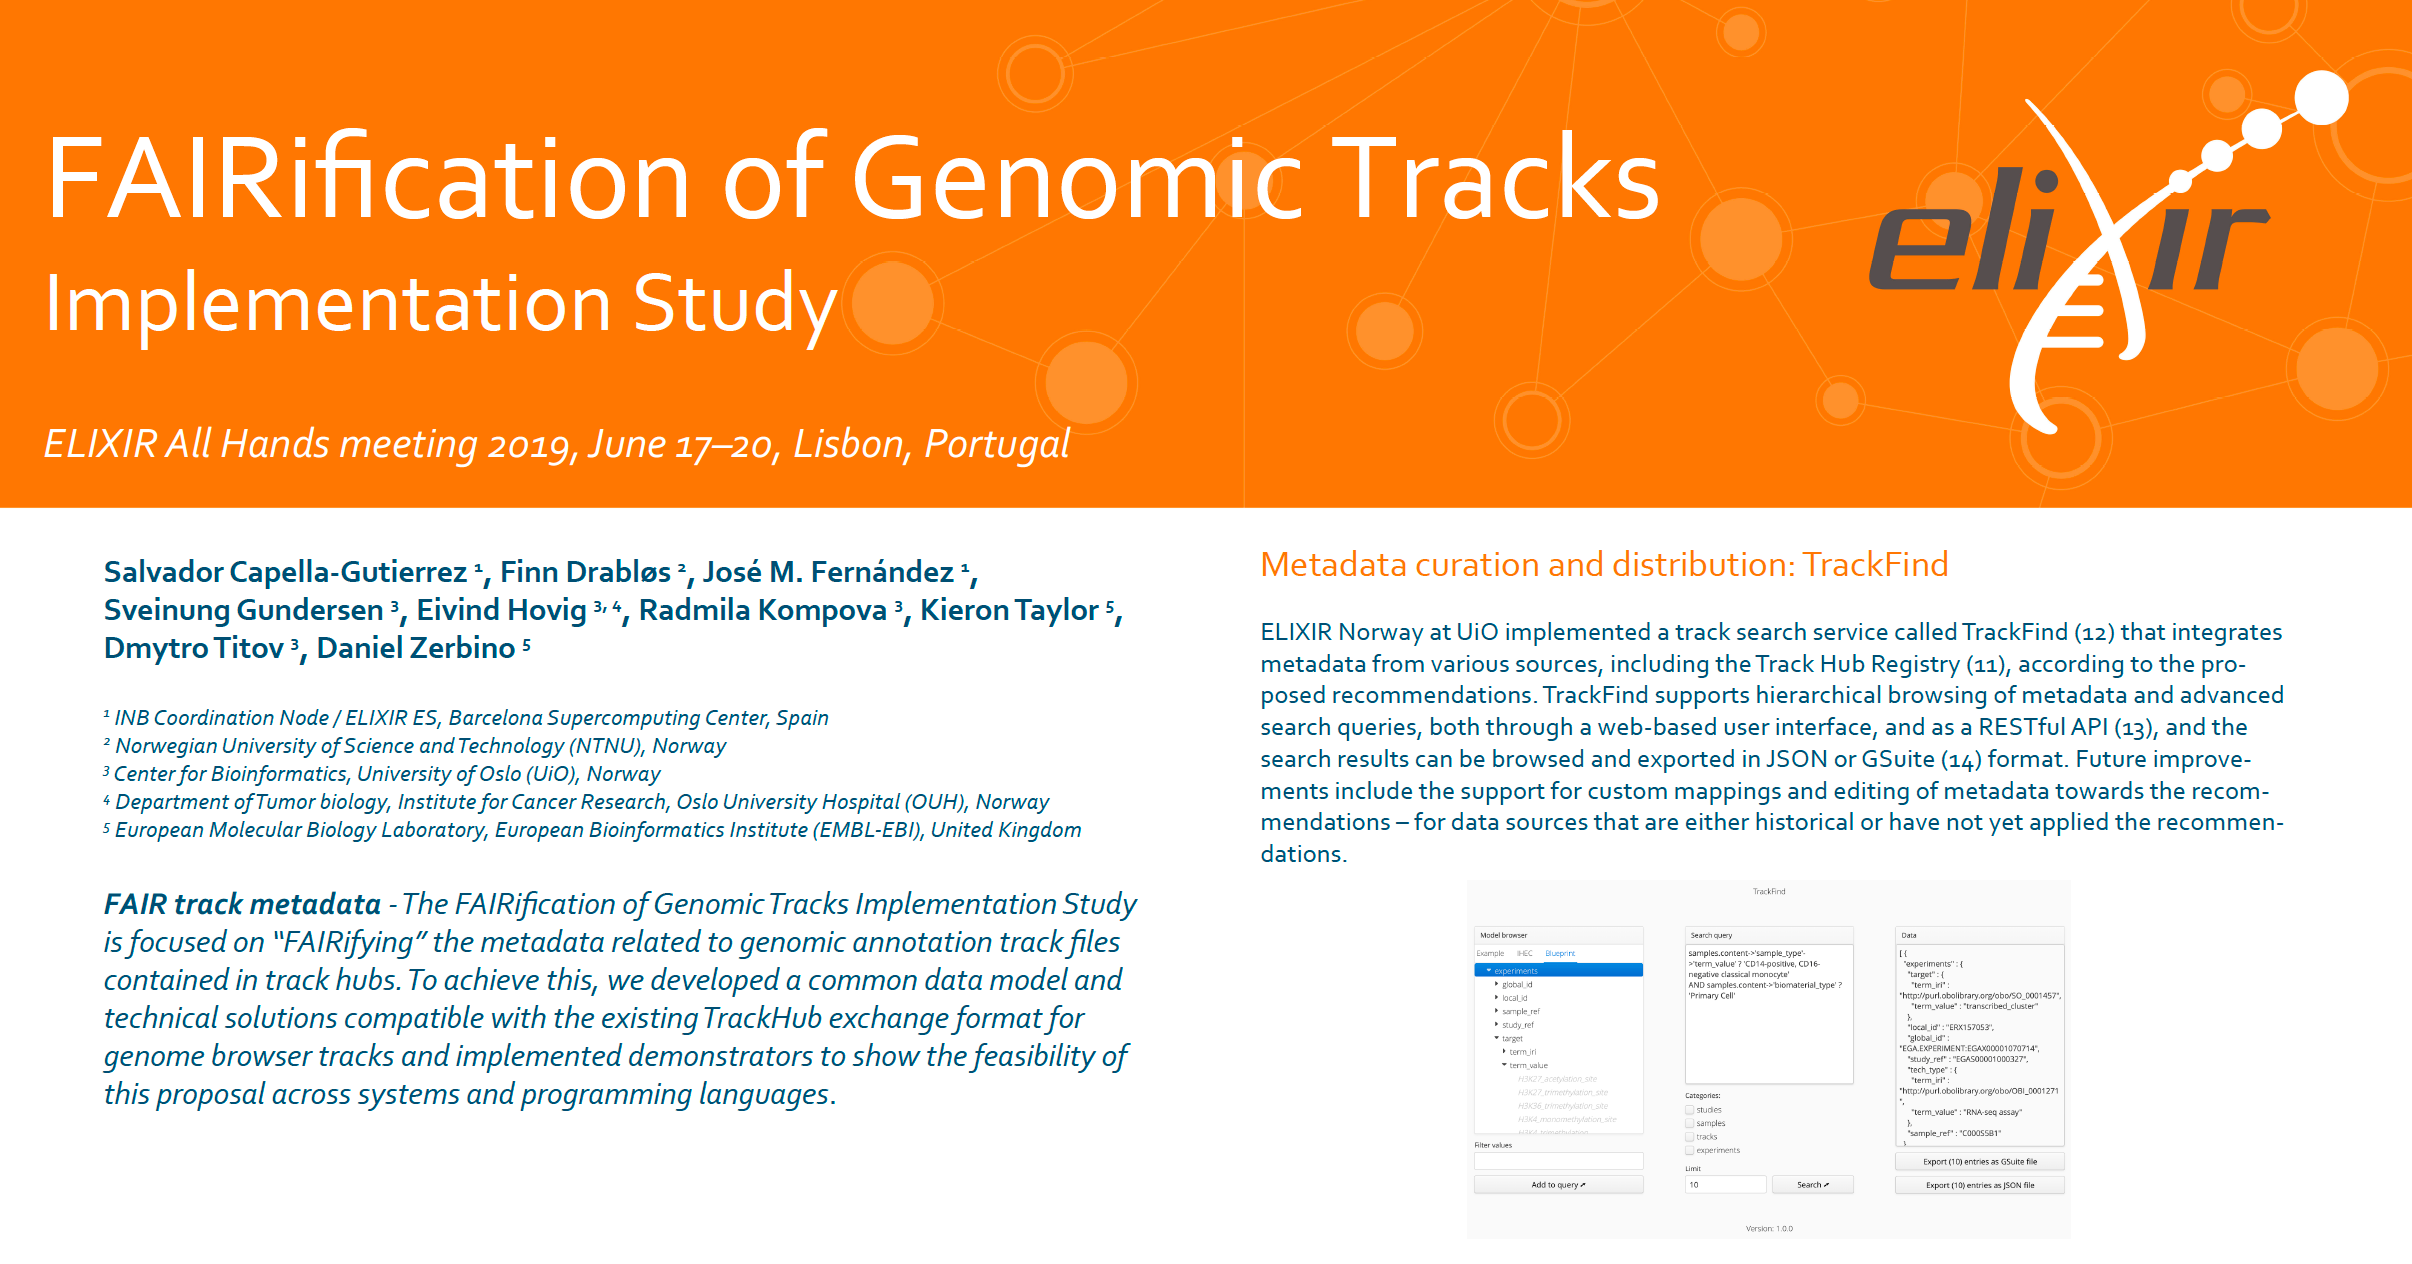 FAIRification of Genomic Tracks
Implementation Study
ELIXIR All Hands meeting 2019, June 17–20, Lisbon, Portugal
elixir
Salvador Capella-Gutierrez ¹, Finn Drabløs ², José M. Fernández ¹,
Sveinung Gundersen ³, Eivind Hovig ³, ⁴, Radmila Kompova ³, Kieron Taylor ⁵,
Dmytro Titov ³, Daniel Zerbino ⁵
¹ INB Coordination Node / ELIXIR ES, Barcelona Supercomputing Center, Spain
² Norwegian University of Science and Technology (NTNU), Norway
³ Center for Bioinformatics, University of Oslo (UiO), Norway
⁴ Department of Tumor biology, Institute for Cancer Research, Oslo University Hospital (OUH), Norway
⁵ European Molecular Biology Laboratory, European Bioinformatics Institute (EMBL-EBI), United Kingdom
FAIR track metadata - The FAIRification of Genomic Tracks Implementation Study
is focused on “FAIRifying” the metadata related to genomic annotation track files
contained in track hubs. To achieve this, we developed a common data model and
technical solutions compatible with the existing TrackHub exchange format for
genome browser tracks and implemented demonstrators to show the feasibility of
this proposal across systems and programming languages.
Metadata curation and distribution: TrackFind
ELIXIR Norway at UiO implemented a track search service called TrackFind (12) that integrates
metadata from various sources, including the Track Hub Registry (11), according to the pro-
posed recommendations. TrackFind supports hierarchical browsing of metadata and advanced
search queries, both through a web-based user interface, and as a RESTful API (13), and the
search results can be browsed and exported in JSON or GSuite (14) format. Future improve-
ments include the support for custom mappings and editing of metadata towards the recom-
mendations – for data sources that are either historical or have not yet applied the recommen-
dations.
TrackFind
Model browser
Example IHEC Blueprint
experiments
global_id
local_id
sample_ref
study_ref
target
term_iri
term_value
H3K27_acetylation_site
H3K27_trimethylation_site
H3K36_trimethylation_site
H3K4_monomethylation_site
H3K4_trimethylation
Filter values
Add to query
Search query
samples.content->'sample_type'-
>'term_value' ? 'CD14-positive, CD16-
negative classical monocyte'
AND samples.content->'biomaterial_type' ?
'Primary Cell'
Categories:
studies
samples
tracks
experiments
Limit
10
Search
Data
[ {
"experiments" : {
"target" : {
"term_iri" :
"http://purl.obolibrary.org/obo/SO_0001457",
"term_value" : "transcribed_cluster"
},
"local_id" : "ERX157053",
"global_id" :
"EGA.EXPERIMENT:EGAX00001070714",
"study_ref" : "EGAS00001000327",
"tech_type" : {
"term_iri" :
"http://purl.obolibrary.org/obo/OBI_0001271
",
"term_value" : "RNA-seq assay"
},
"sample_ref" : "C000S5B1"
}
Export (10) entries as GSuite file
Export (10) entries as JSON file
Version: 1.0.0